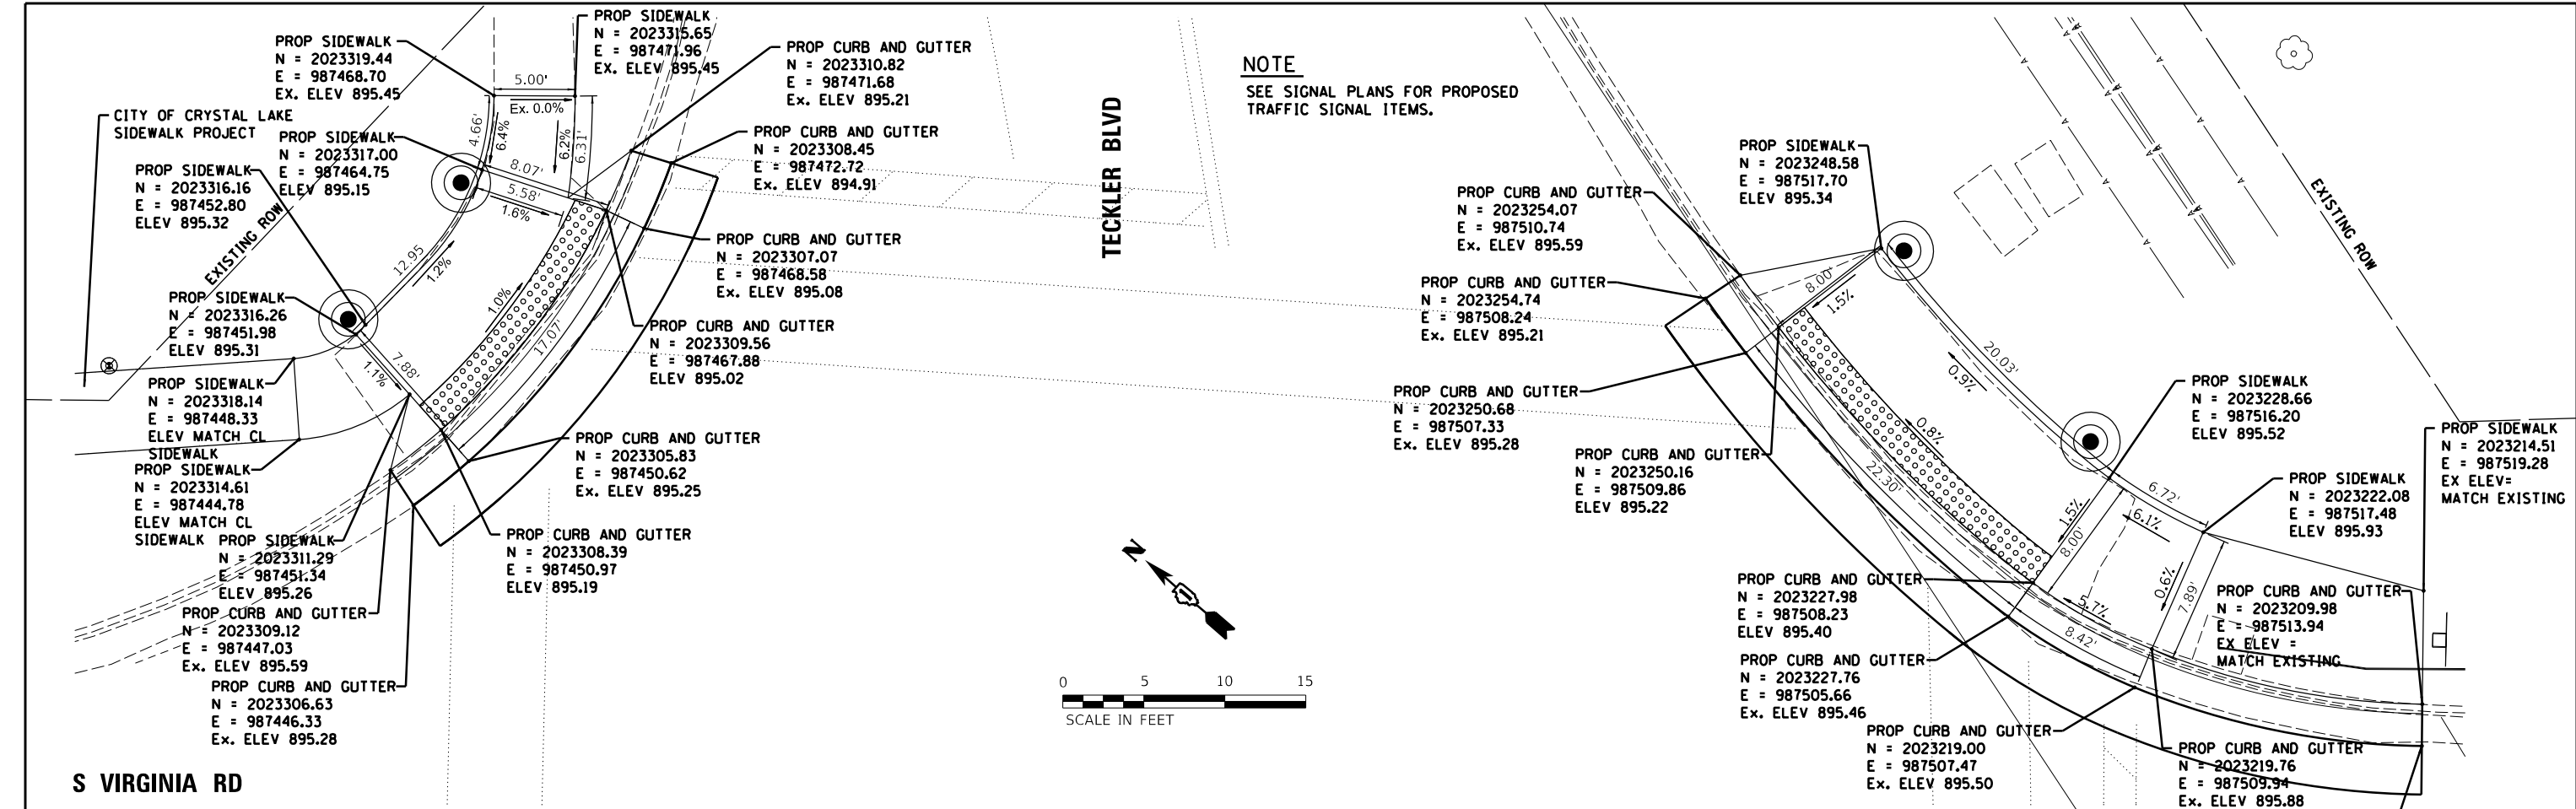 PROP SIDEWALK
N = 2023319.44
E = 987468.70
Ex. ELEV 895.45
PROP SIDEWALK
N = 2023315.65
E = 987471.96
EX. ELEV 895.45
PROP CURB AND GUTTER
N = 2023310.82
E = 987471.68
Ex. ELEV 895.21
CITY OF CRYSTAL LAKE
SIDEWALK PROJECT
PROP SIDEWALK
N = 2023317.00
E = 987464.75
ELEV 895.15
PROP CURB AND GUTTER
N = 2023308.45
E = 987472.72
Ex. ELEV 894.91
PROP SIDEWALK
N = 2023316.16
E = 987452.80
ELEV 895.32
EXISTING ROW
5.00'
Ex. 0.0%
4.66'
6.4%
6.2%
6.31'
8.07'
5.58'
1.6%
12.95
1.2%
1.0%
17.07'
7.88'
1.1%
PROP CURB AND GUTTER
N = 2023307.07
E = 987468.58
Ex. ELEV 895.08
PROP SIDEWALK
N = 2023316.26
E = 987451.98
ELEV 895.31
PROP CURB AND GUTTER
N = 2023309.56
E = 987467.88
ELEV 895.02
PROP SIDEWALK
N = 2023318.14
E = 987448.33
ELEV MATCH CL
SIDEWALK
PROP SIDEWALK
N = 2023314.61
E = 987444.78
ELEV MATCH CL
SIDEWALK
PROP CURB AND GUTTER
N = 2023305.83
E = 987450.62
Ex. ELEV 895.25
PROP SIDEWALK
N = 2023311.29
E = 987451.34
ELEV 895.26
PROP CURB AND GUTTER
N = 2023308.39
E = 987450.97
ELEV 895.19
PROP CURB AND GUTTER
N = 2023309.12
E = 987447.03
Ex. ELEV 895.59
PROP CURB AND GUTTER
N = 2023306.63
E = 987446.33
Ex. ELEV 895.28
S VIRGINIA RD
TECKLER BLVD
NOTE
SEE SIGNAL PLANS FOR PROPOSED
TRAFFIC SIGNAL ITEMS.
N
0 5 10 15
SCALE IN FEET
PROP SIDEWALK
N = 2023248.58
E = 987517.70
ELEV 895.34
PROP CURB AND GUTTER
N = 2023254.07
E = 987510.74
Ex. ELEV 895.59
PROP CURB AND GUTTER
N = 2023254.74
E = 987508.24
Ex. ELEV 895.21
PROP CURB AND GUTTER
N = 2023250.68
E = 987507.33
Ex. ELEV 895.28
PROP CURB AND GUTTER
N = 2023250.16
E = 987509.86
ELEV 895.22
EXISTING ROW
8.00'
1.5%
20.03'
0.9%
0.8%
22.30'
1.5%
8.00'
6.72'
6.1%
0.6%
7.89'
5.7%
8.42'
PROP SIDEWALK
N = 2023228.66
E = 987516.20
ELEV 895.52
PROP SIDEWALK
N = 2023214.51
E = 987519.28
EX ELEV=
MATCH EXISTING
PROP SIDEWALK
N = 2023222.08
E = 987517.48
ELEV 895.93
PROP CURB AND GUTTER
N = 2023227.98
E = 987508.23
ELEV 895.40
PROP CURB AND GUTTER
N = 2023209.98
E = 987513.94
EX ELEV =
MATCH EXISTING
PROP CURB AND GUTTER
N = 2023227.76
E = 987505.66
Ex. ELEV 895.46
PROP CURB AND GUTTER
N = 2023219.00
E = 987507.47
Ex. ELEV 895.50
PROP CURB AND GUTTER
N = 2023219.76
E = 987509.94
Ex. ELEV 895.88